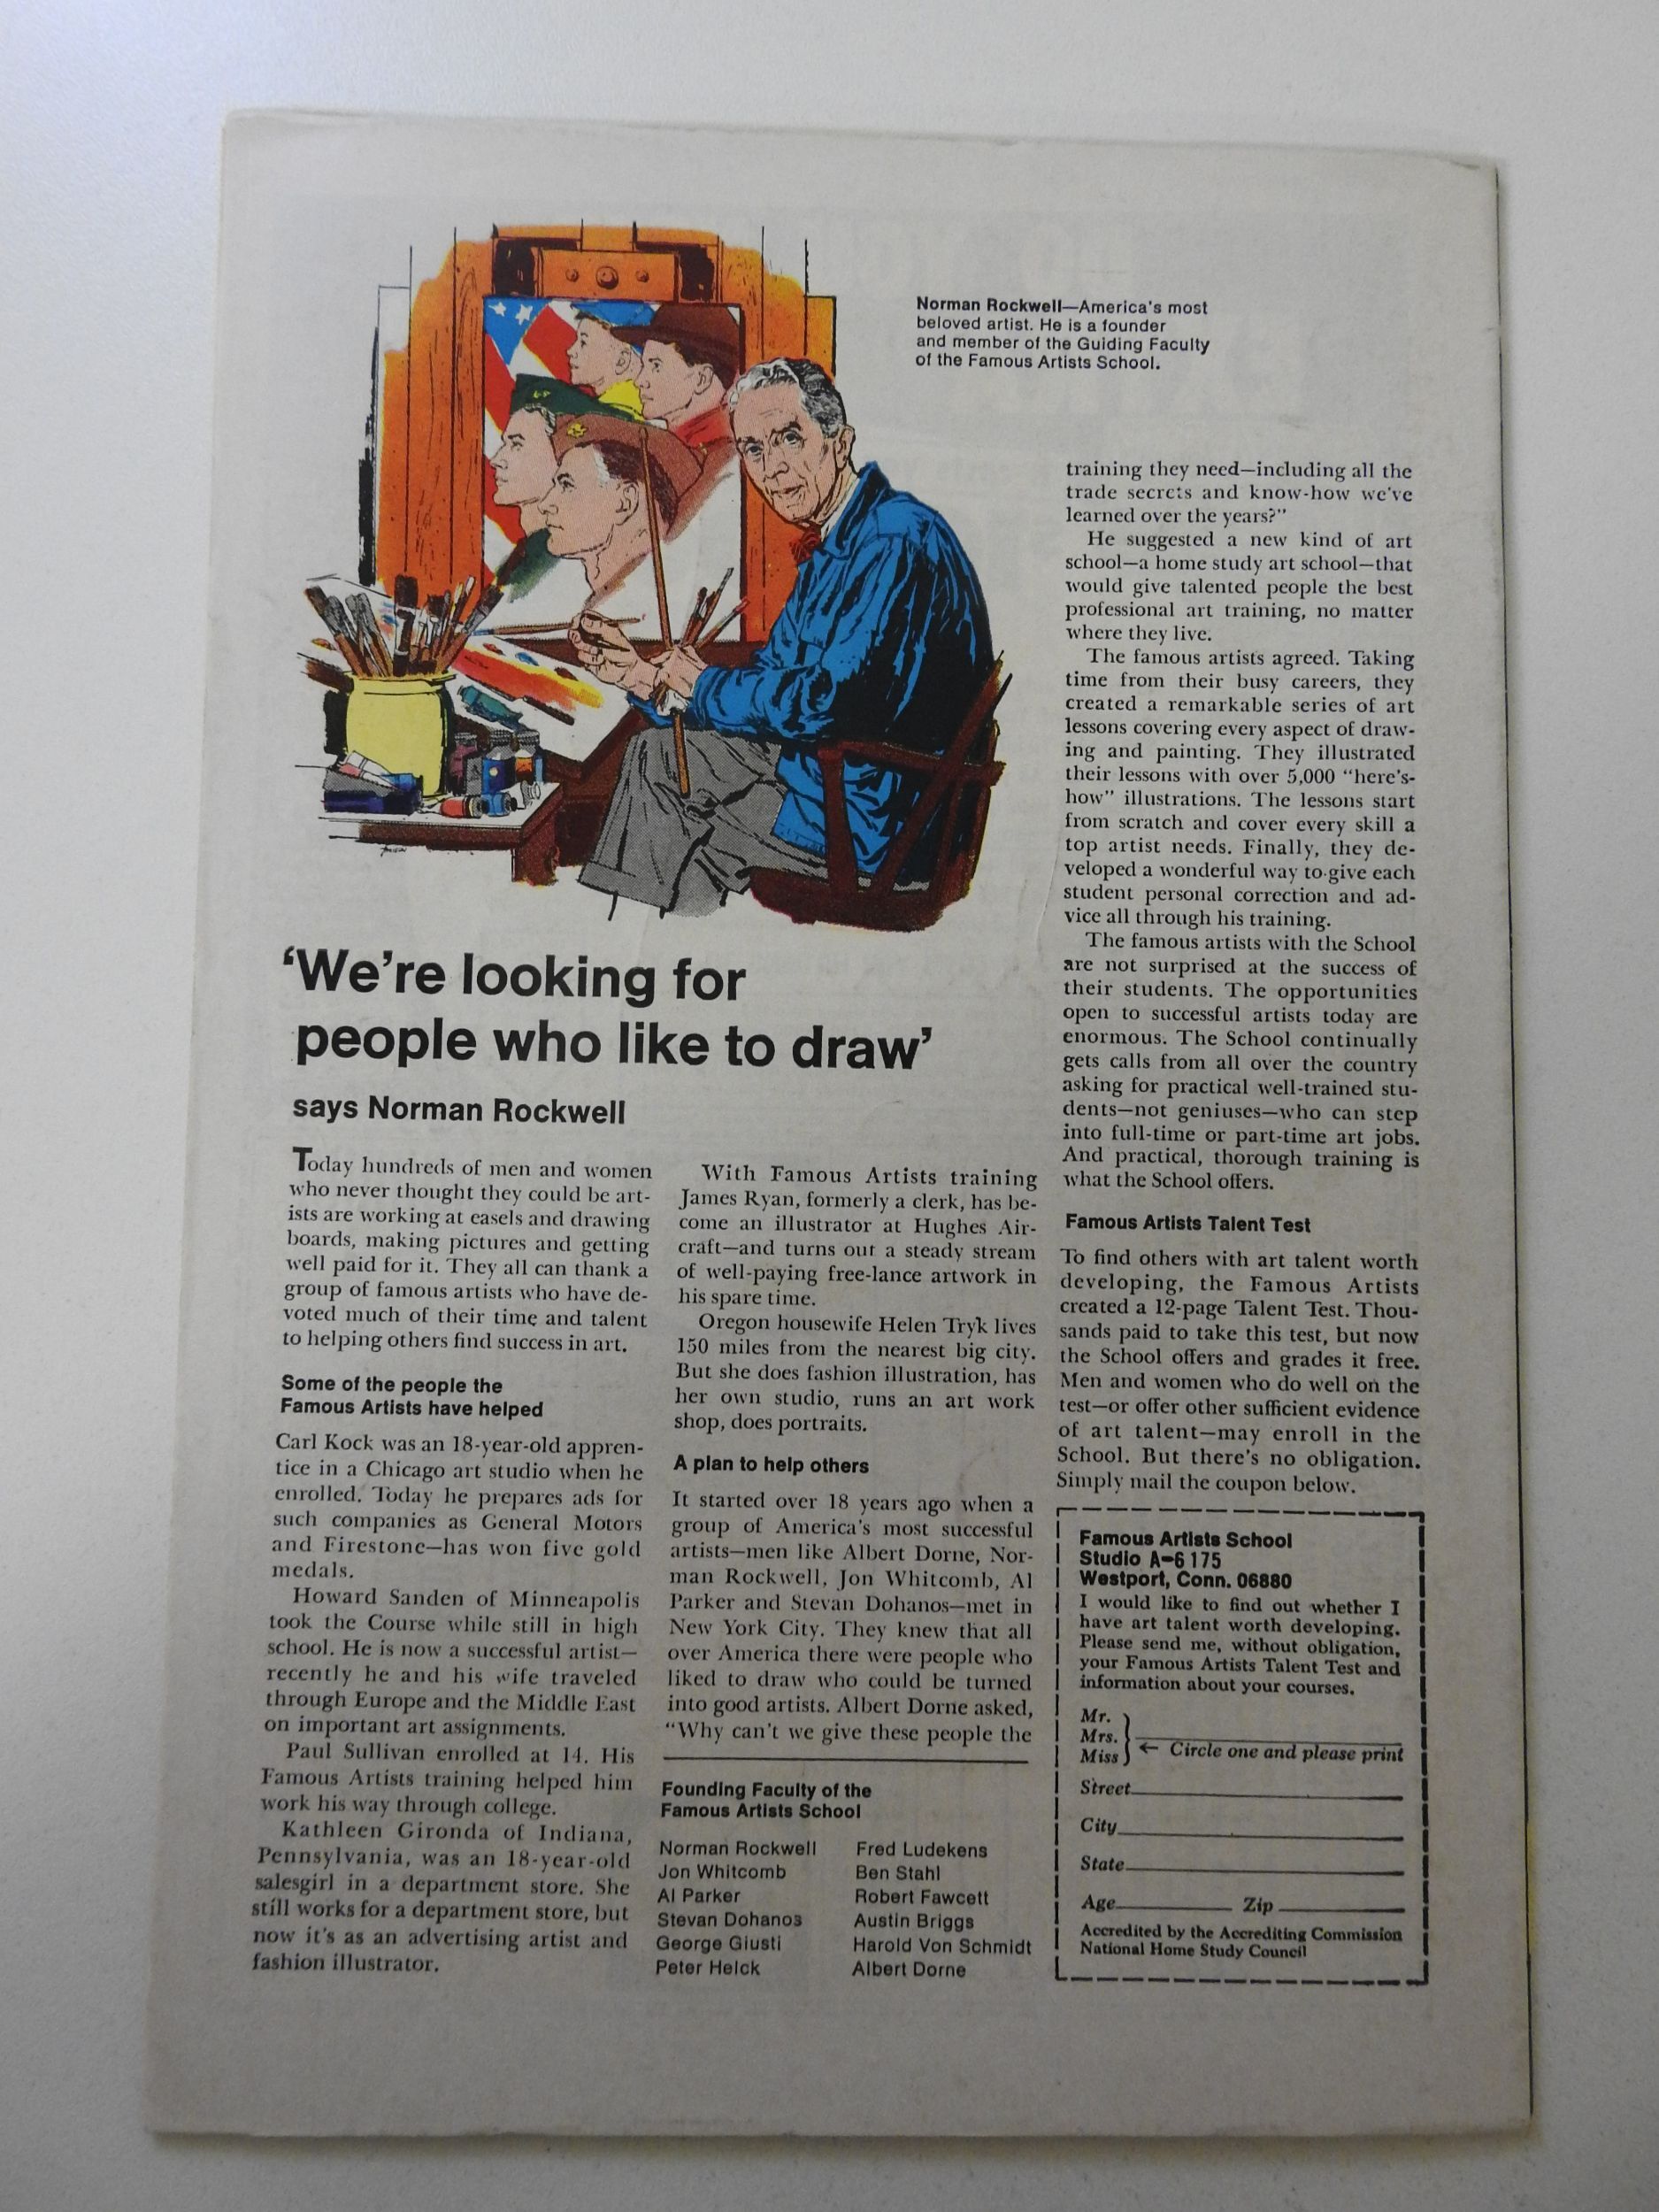 Norman Rockwell—America's most
beloved artist. He is a founder
and member of the Guiding Faculty
of the Famous Artists School.
‘We're looking for
people who like to draw’
says Norman Rockwell
Today hundreds of men and women
who never thought they could be art-
ists are working at easels and drawing
boards, making pictures and getting
well paid for it. They all can thank a
group of famous artists who have de-
voted much of their time and talent
to helping others find success in art.
Some of the people the
Famous Artists have helped
Carl Kock was an 18-year-old appren-
tice in a Chicago art studio when he
enrolled. Today he prepares ads for
such companies as General Motors
and Firestone—has won five gold
medals.
Howard Sanden of Minneapolis
took the Course while still in high
school. He is now a successful artist—
recently he and his wife traveled
through Europe and the Middle East
on important art assignments.
Paul Sullivan enrolled at 14. His
Famous Artists training helped him
work his way through college.
Kathleen Gironda of Indiana,
Pennsylvania, was an 18-year-old
salesgirl in a department store. She
still works for a department store, but
now it's as an advertising artist and
fashion illustrator.
With Famous Artists training
James Ryan, formerly a clerk, has be-
come an illustrator at Hughes Air-
craft—and turns out a steady stream
of well-paying free-lance artwork in
his spare time.
Oregon housewife Helen Tryk lives
150 miles from the nearest big city.
But she does fashion illustration, has
her own studio, runs an art work
shop, does portraits.
A plan to help others
It started over 18 years ago when a
group of America's most successful
artists—men like Albert Dorne, Nor-
man Rockwell, Jon Whitcomb, Al
Parker and Stevan Dohanos—met in
New York City. They knew that all
over America there were people who
liked to draw who could be turned
into good artists. Albert Dorne asked,
“Why can't we give these people the
training they need—including all the
trade secrets and know-how we've
learned over the years?”
He suggested a new kind of art
school—a home study art school—that
would give talented people the best
professional art training, no matter
where they live.
The famous artists agreed. Taking
time from their busy careers, they
created a remarkable series of art
lessons covering every aspect of draw-
ing and painting. They illustrated
their lessons with over 5,000 “here's-
how” illustrations. The lessons start
from scratch and cover every skill a
top artist needs. Finally, they de-
veloped a wonderful way to give each
student personal correction and ad-
vice all through his training.
The famous artists with the School
are not surprised at the success of
their students. The opportunities
open to successful artists today are
enormous. The School continually
gets calls from all over the country
asking for practical well-trained stu-
dents—not geniuses—who can step
into full-time or part-time art jobs.
And practical, thorough training is
what the School offers.
Famous Artists Talent Test
To find others with art talent worth
developing, the Famous Artists
created a 12-page Talent Test. Thou-
sands paid to take this test, but now
the School offers and grades it free.
Men and women who do well on the
test—or offer other sufficient evidence
of art talent—may enroll in the
School. But there's no obligation.
Simply mail the coupon below.
Founding Faculty of the
Famous Artists School
Norman Rockwell
Jon Whitcomb
Al Parker
Stevan Dohanos
George Giusti
Peter Helck
Fred Ludekens
Ben Stahl
Robert Fawcett
Austin Briggs
Harold Von Schmidt
Albert Dorne
Famous Artists School
Studio A-6175
Westport, Conn. 06880
I would like to find out whether I
have art talent worth developing.
Please send me, without obligation,
your Famous Artists Talent Test and
information about your courses.
Mr.
Mrs.
Miss
← Circle one and please print
Street
City
State
Age Zip
Accredited by the Accrediting Commission
National Home Study Council